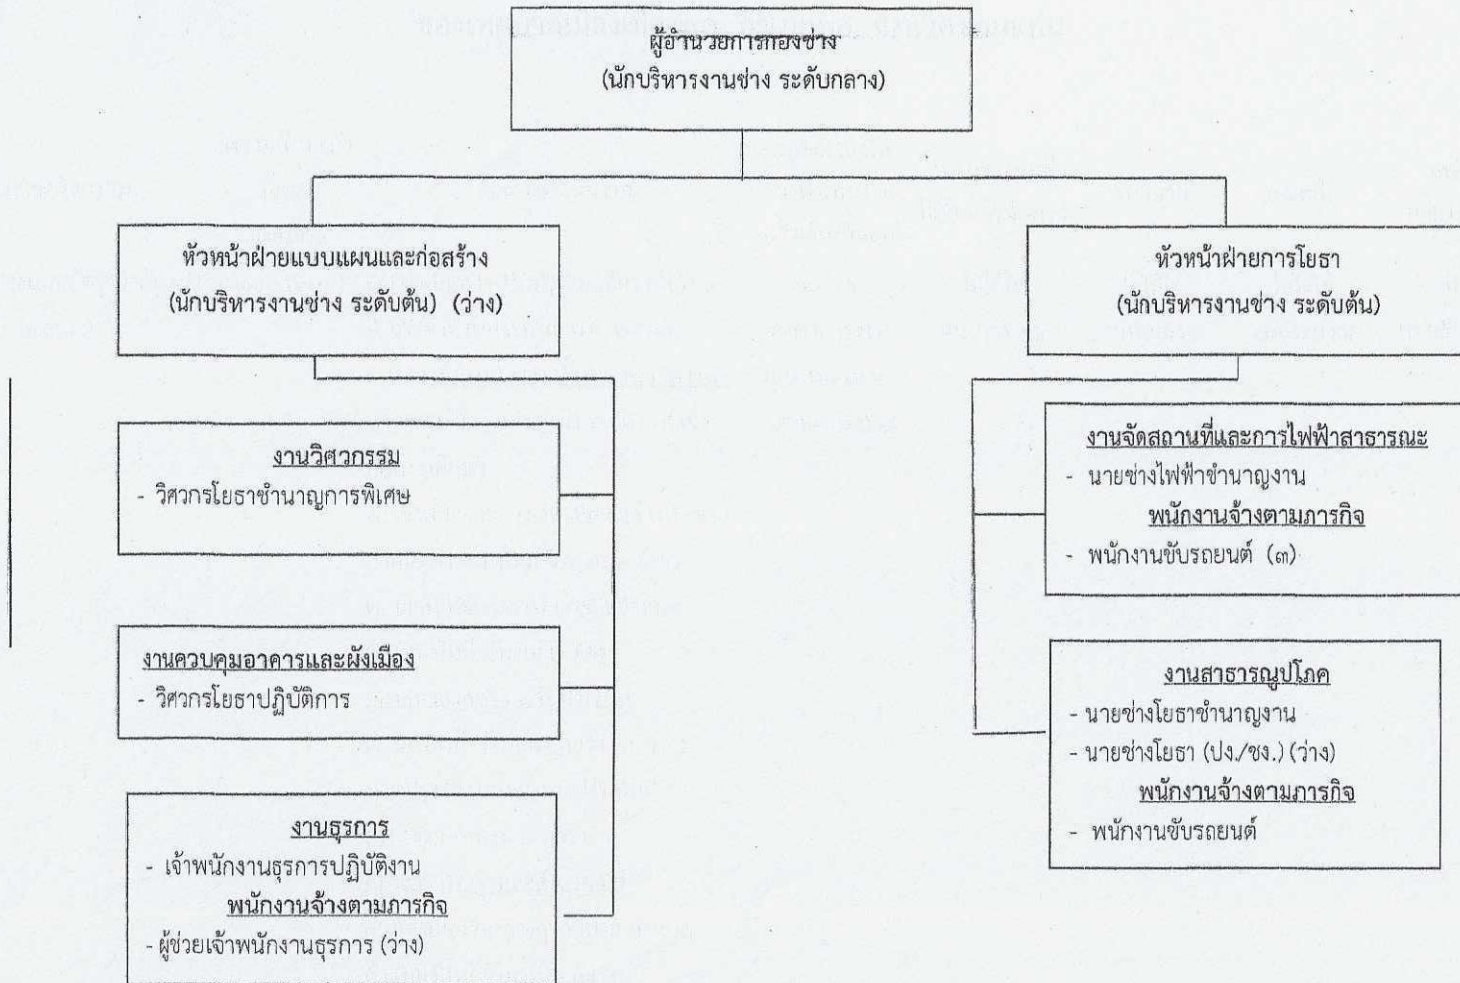 ผู้อำนวยการกองช่าง
(นักบริหารงานช่าง ระดับกลาง)
หัวหน้าฝ่ายแบบแผนและก่อสร้าง
(นักบริหารงานช่าง ระดับต้น) (ว่าง)
งานวิศวกรรม
- วิศวกรโยธาชำนาญการพิเศษ
งานควบคุมอาคารและผังเมือง
- วิศวกรโยธาปฏิบัติการ
งานธุรการ
- เจ้าพนักงานธุรการปฏิบัติงาน
พนักงานจ้างตามภารกิจ
- ผู้ช่วยเจ้าพนักงานธุรการ (ว่าง)
หัวหน้าฝ่ายการโยธา
(นักบริหารงานช่าง ระดับต้น)
งานจัดสถานที่และการไฟฟ้าสาธารณะ
- นายช่างไฟฟ้าชำนาญงาน
พนักงานจ้างตามภารกิจ
- พนักงานขับรถยนต์ (๓)
งานสาธารณูปโภค
- นายช่างโยธาชำนาญงาน
- นายช่างโยธา (ปง./ชง.) (ว่าง)
พนักงานจ้างตามภารกิจ
- พนักงานขับรถยนต์